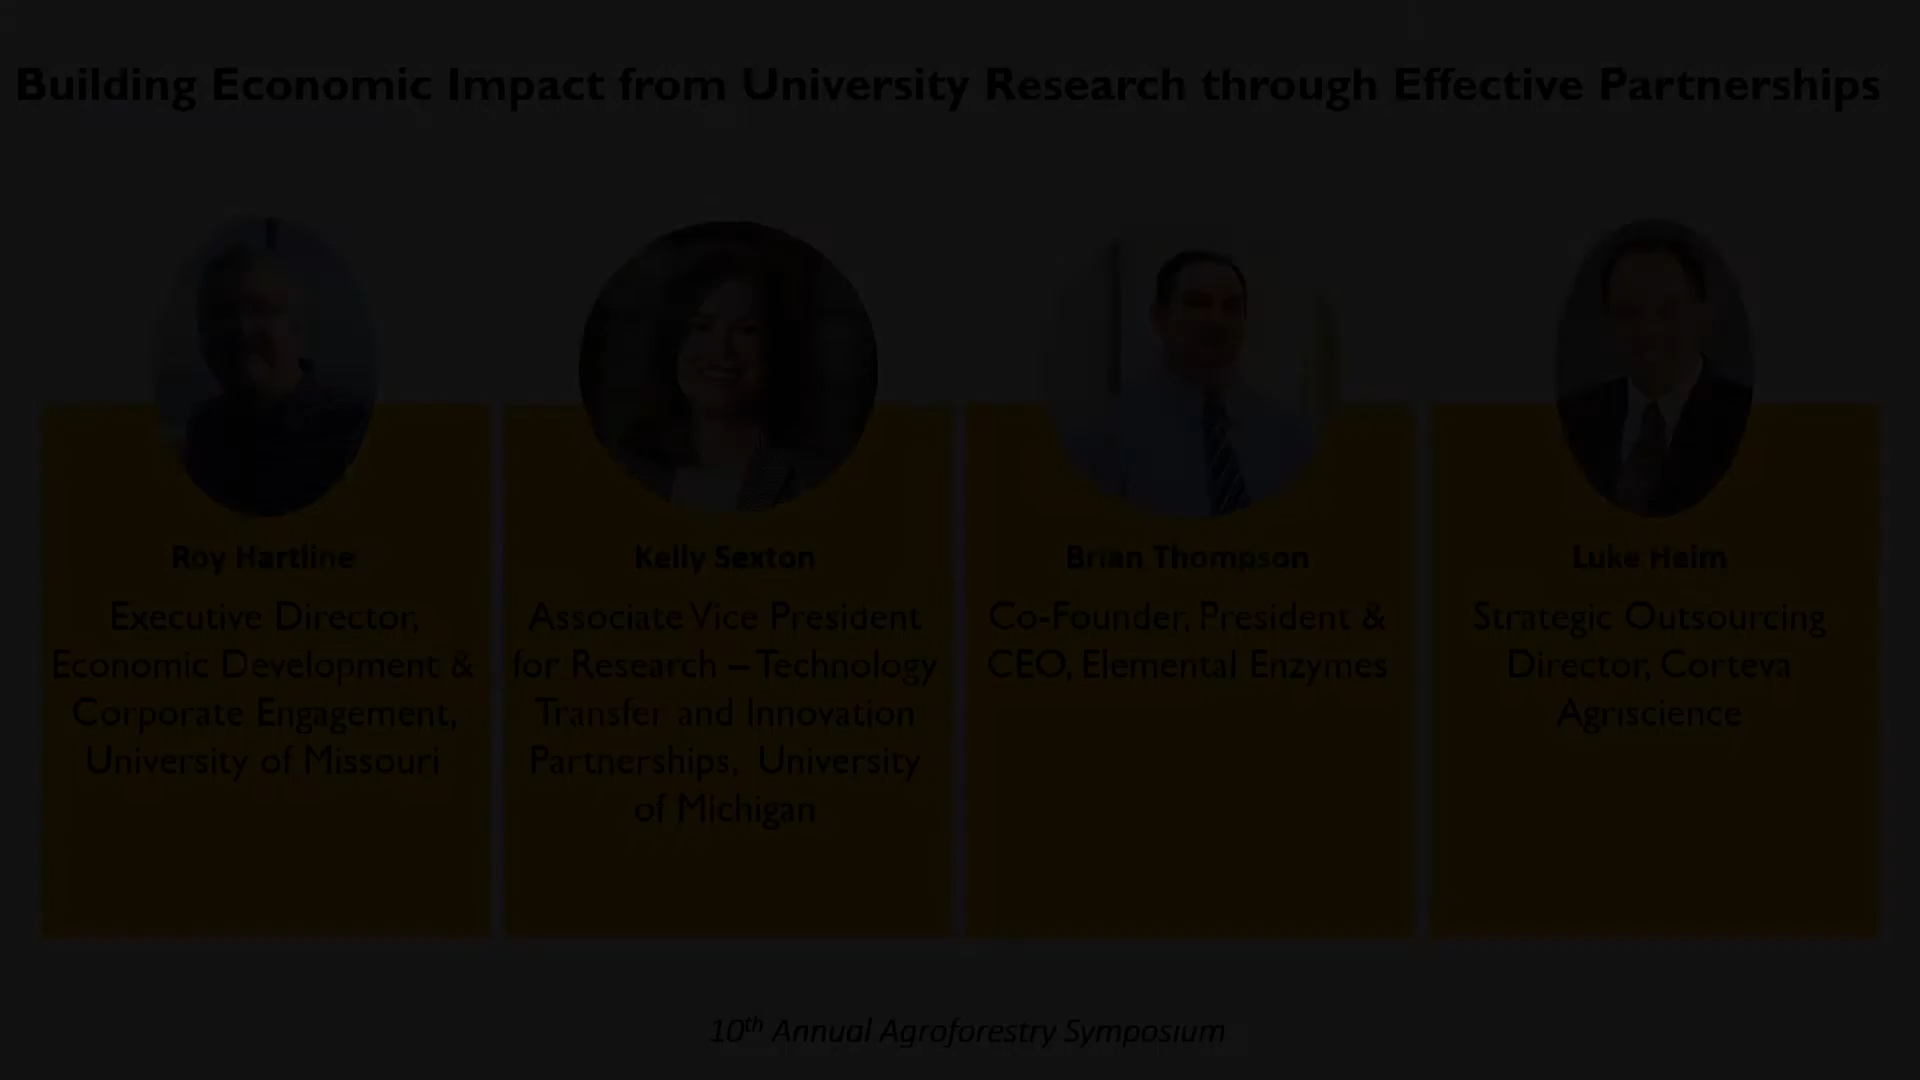 Building Economic Impact from University Research through Effective Partnerships
Roy Hartline
Executive Director,
Economic Development &
Corporate Engagement,
University of Missouri
Kelly Sexton
Associate Vice President
for Research – Technology
Transfer and Innovation
Partnerships, University
of Michigan
Brian Thompson
Co-Founder, President &
CEO, Elemental Enzymes
Luke Heim
Strategic Outsourcing
Director, Corteva
Agriscience
10th Annual Agroforestry Symposium